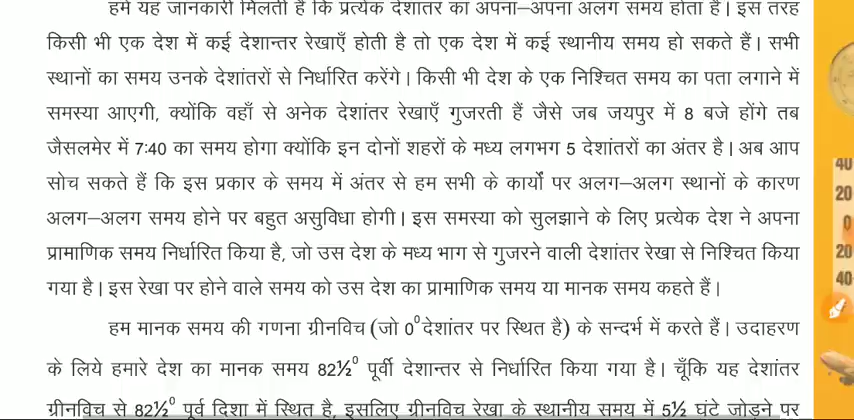 हमें यह जानकारी मिलती है कि प्रत्येक देशांतर का अपना–अपना अलग समय होता है। इस तरह
किसी भी एक देश में कई देशान्तर रेखाएँ होती है तो एक देश में कई स्थानीय समय हो सकते हैं। सभी
स्थानों का समय उनके देशांतरों से निर्धारित करेंगे। किसी भी देश के एक निश्चित समय का पता लगाने में
समस्या आएगी, क्योंकि वहाँ से अनेक देशांतर रेखाएँ गुजरती हैं जैसे जब जयपुर में 8 बजे होंगे तब
जैसलमेर में 7:40 का समय होगा क्योंकि इन दोनों शहरों के मध्य लगभग 5 देशांतरों का अंतर है। अब आप
सोच सकते हैं कि इस प्रकार के समय में अंतर से हम सभी के कार्यों पर अलग–अलग स्थानों के कारण
अलग–अलग समय होने पर बहुत असुविधा होगी। इस समस्या को सुलझाने के लिए प्रत्येक देश ने अपना
प्रामाणिक समय निर्धारित किया है, जो उस देश के मध्य भाग से गुजरने वाली देशांतर रेखा से निश्चित किया
गया है। इस रेखा पर होने वाले समय को उस देश का प्रामाणिक समय या मानक समय कहते हैं।
हम मानक समय की गणना ग्रीनविच (जो 0⁰ देशांतर पर स्थित है) के सन्दर्भ में करते हैं। उदाहरण
के लिये हमारे देश का मानक समय 82½⁰ पूर्वी देशान्तर से निर्धारित किया गया है। चूँकि यह देशांतर
ग्रीनविच से 82½⁰ पूर्व दिशा में स्थित है, इसलिए ग्रीनविच रेखा के स्थानीय समय में 5½ घंटे जोड़ने पर
40
20
0
20
40